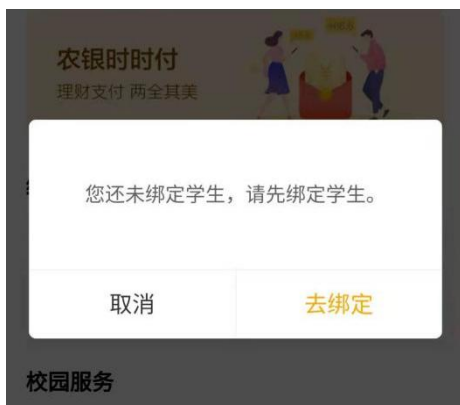 农银时时付
理财支付 两全其美
您还未绑定学生，请先绑定学生。
取消
去绑定
校园服务